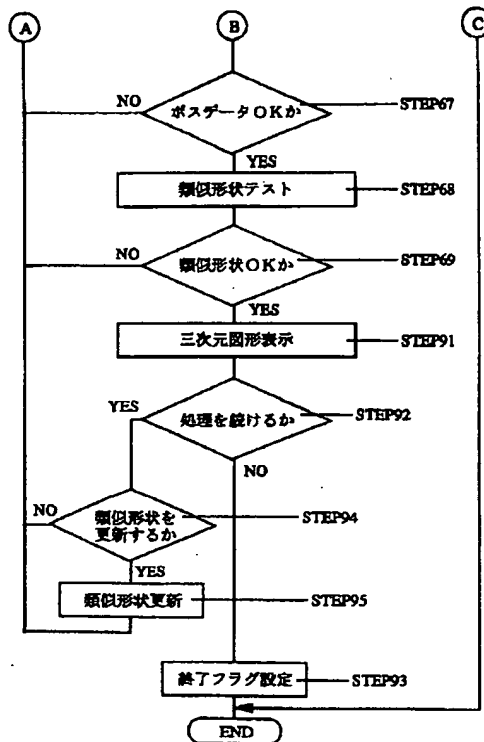 A
B
C
NO
ボスデータOKか
STEP67
YES
類似形状テスト
STEP68
NO
類似形状OKか
STEP69
YES
三次元図形表示
STEP91
YES
処理を続けるか
STEP92
NO
NO
類似形状を
更新するか
STEP94
YES
類似形状更新
STEP95
終了フラグ設定
STEP93
END